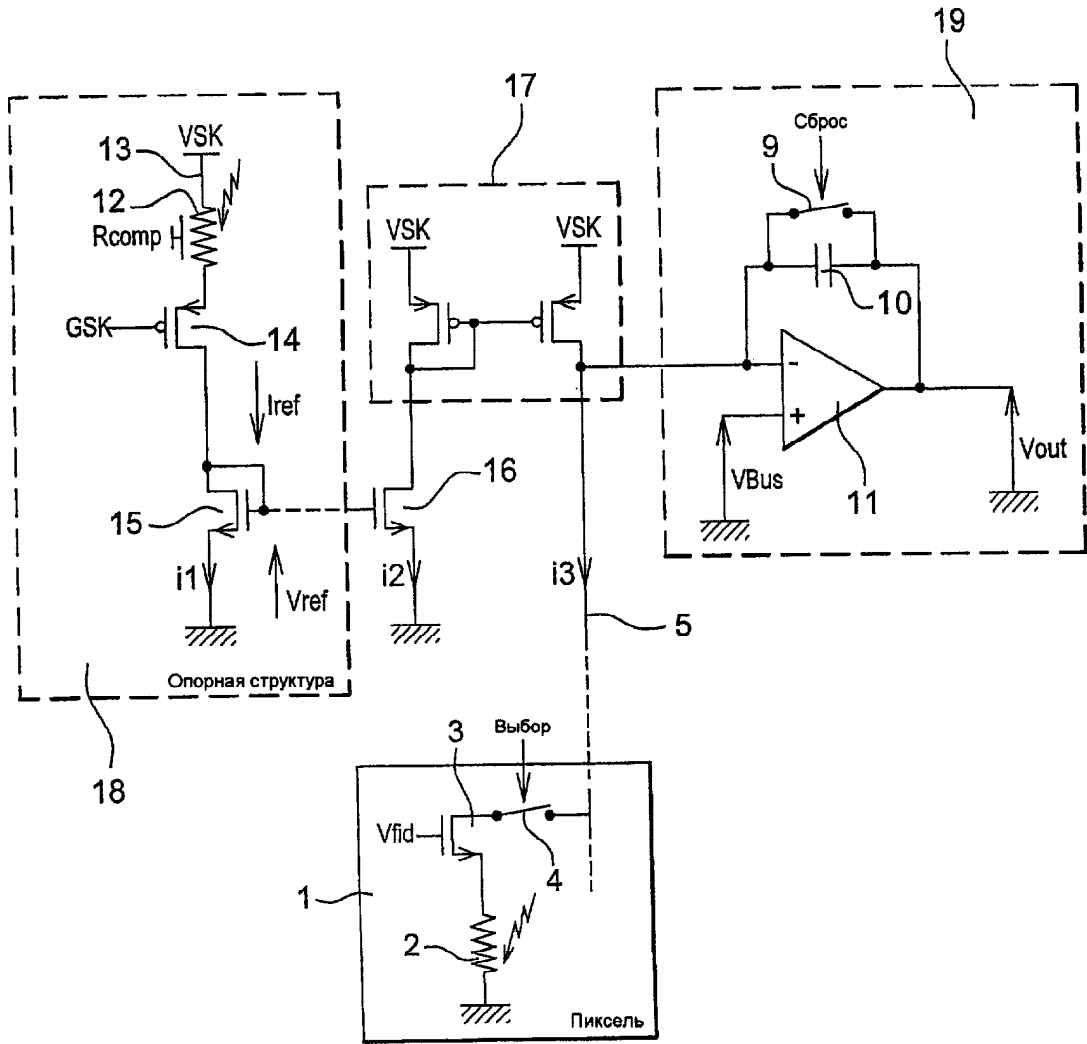 19
17
Сброс
9
VSK
13
12
Rcomp
VSK
VSK
10
GSK
14
-
+
Iref
Vout
VBus
11
16
15
i1
i2
i3
Vref
5
Опорная структура
18
Выбор
3
Vfid
4
1
2
Пиксель